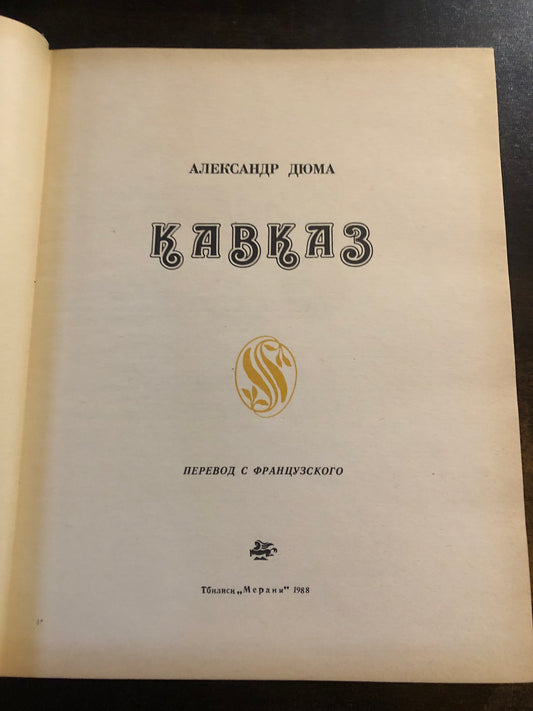 АЛЕКСАНДР ДЮМА
КАВКАЗ
ПЕРЕВОД С ФРАНЦУЗСКОГО
Тбилиси „Мерани" 1988